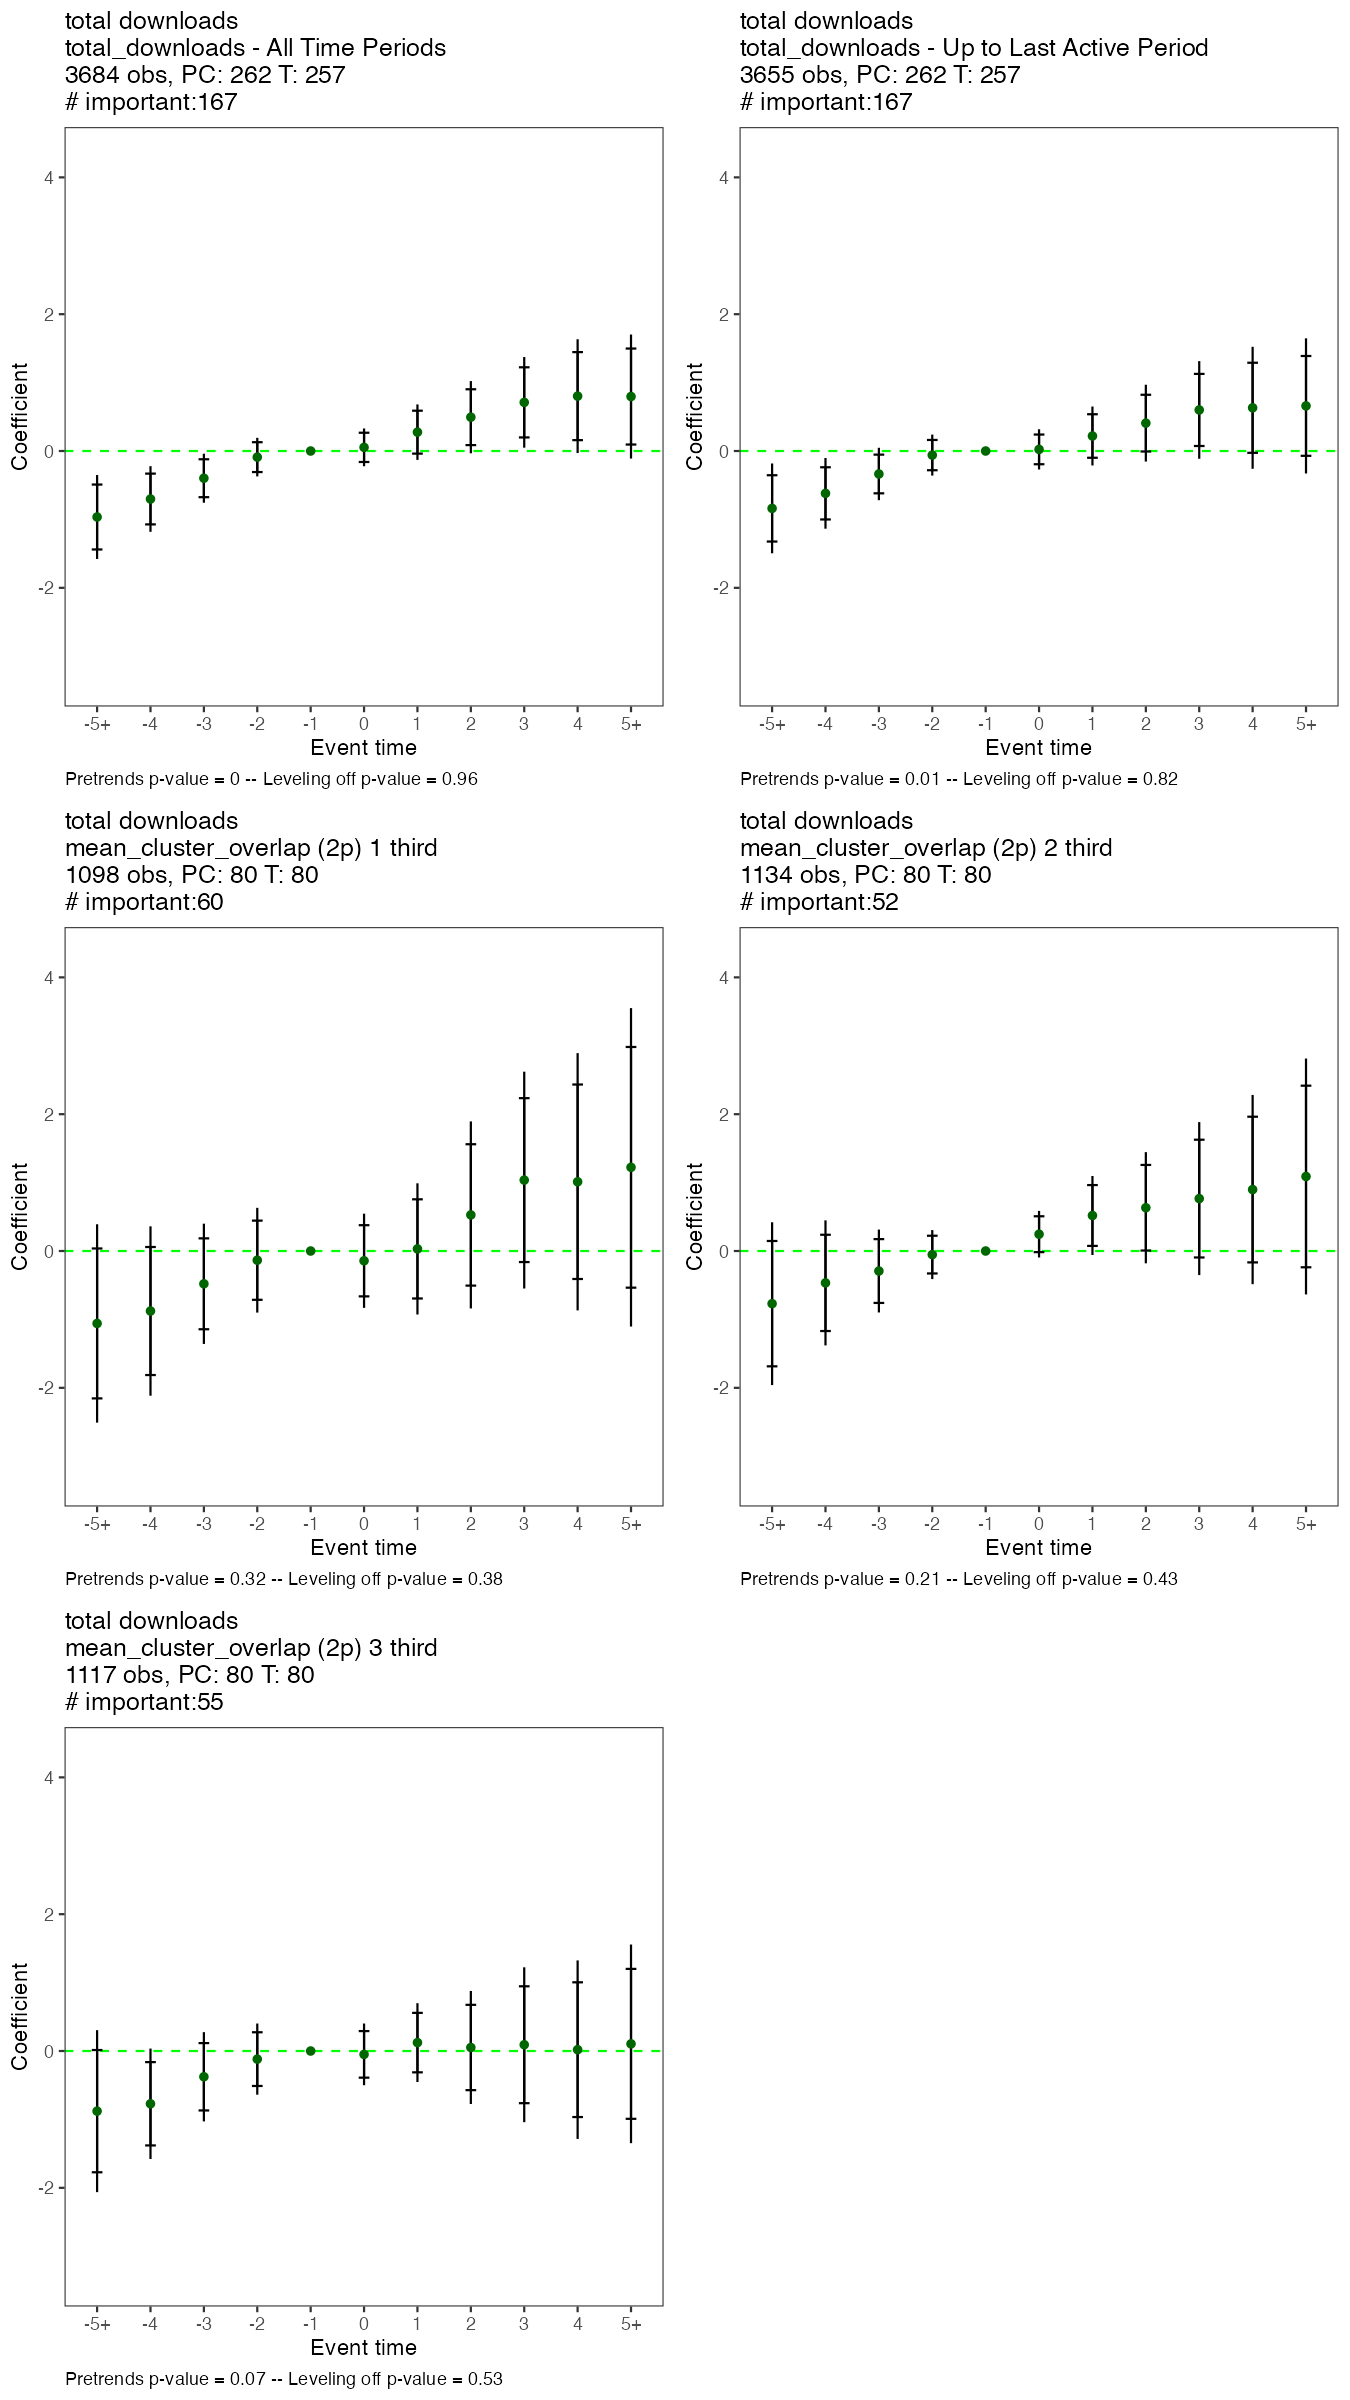 total downloads
total_downloads - All Time Periods
3684 obs, PC: 262 T: 257
# important:167
4
2
0
-2
Coefficient
-5+ -4 -3 -2 -1 0 1 2 3 4 5+
Event time
Pretrends p-value = 0 -- Leveling off p-value = 0.96
total downloads
total_downloads - Up to Last Active Period
3655 obs, PC: 262 T: 257
# important:167
4
2
0
-2
Coefficient
-5+ -4 -3 -2 -1 0 1 2 3 4 5+
Event time
Pretrends p-value = 0.01 -- Leveling off p-value = 0.82
total downloads
mean_cluster_overlap (2p) 1 third
1098 obs, PC: 80 T: 80
# important:60
4
2
0
-2
Coefficient
-5+ -4 -3 -2 -1 0 1 2 3 4 5+
Event time
Pretrends p-value = 0.32 -- Leveling off p-value = 0.38
total downloads
mean_cluster_overlap (2p) 2 third
1134 obs, PC: 80 T: 80
# important:52
4
2
0
-2
Coefficient
-5+ -4 -3 -2 -1 0 1 2 3 4 5+
Event time
Pretrends p-value = 0.21 -- Leveling off p-value = 0.43
total downloads
mean_cluster_overlap (2p) 3 third
1117 obs, PC: 80 T: 80
# important:55
4
2
0
-2
Coefficient
-5+ -4 -3 -2 -1 0 1 2 3 4 5+
Event time
Pretrends p-value = 0.07 -- Leveling off p-value = 0.53